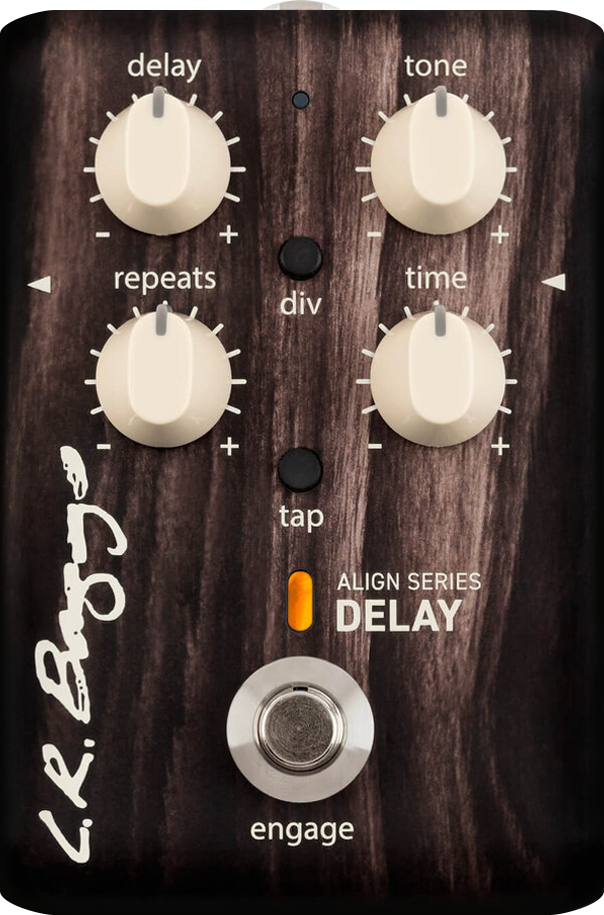 delay
tone
- +
- +
div
repeats
time
- +
- +
tap
ALIGN SERIES
DELAY
L.R. Baggs
engage